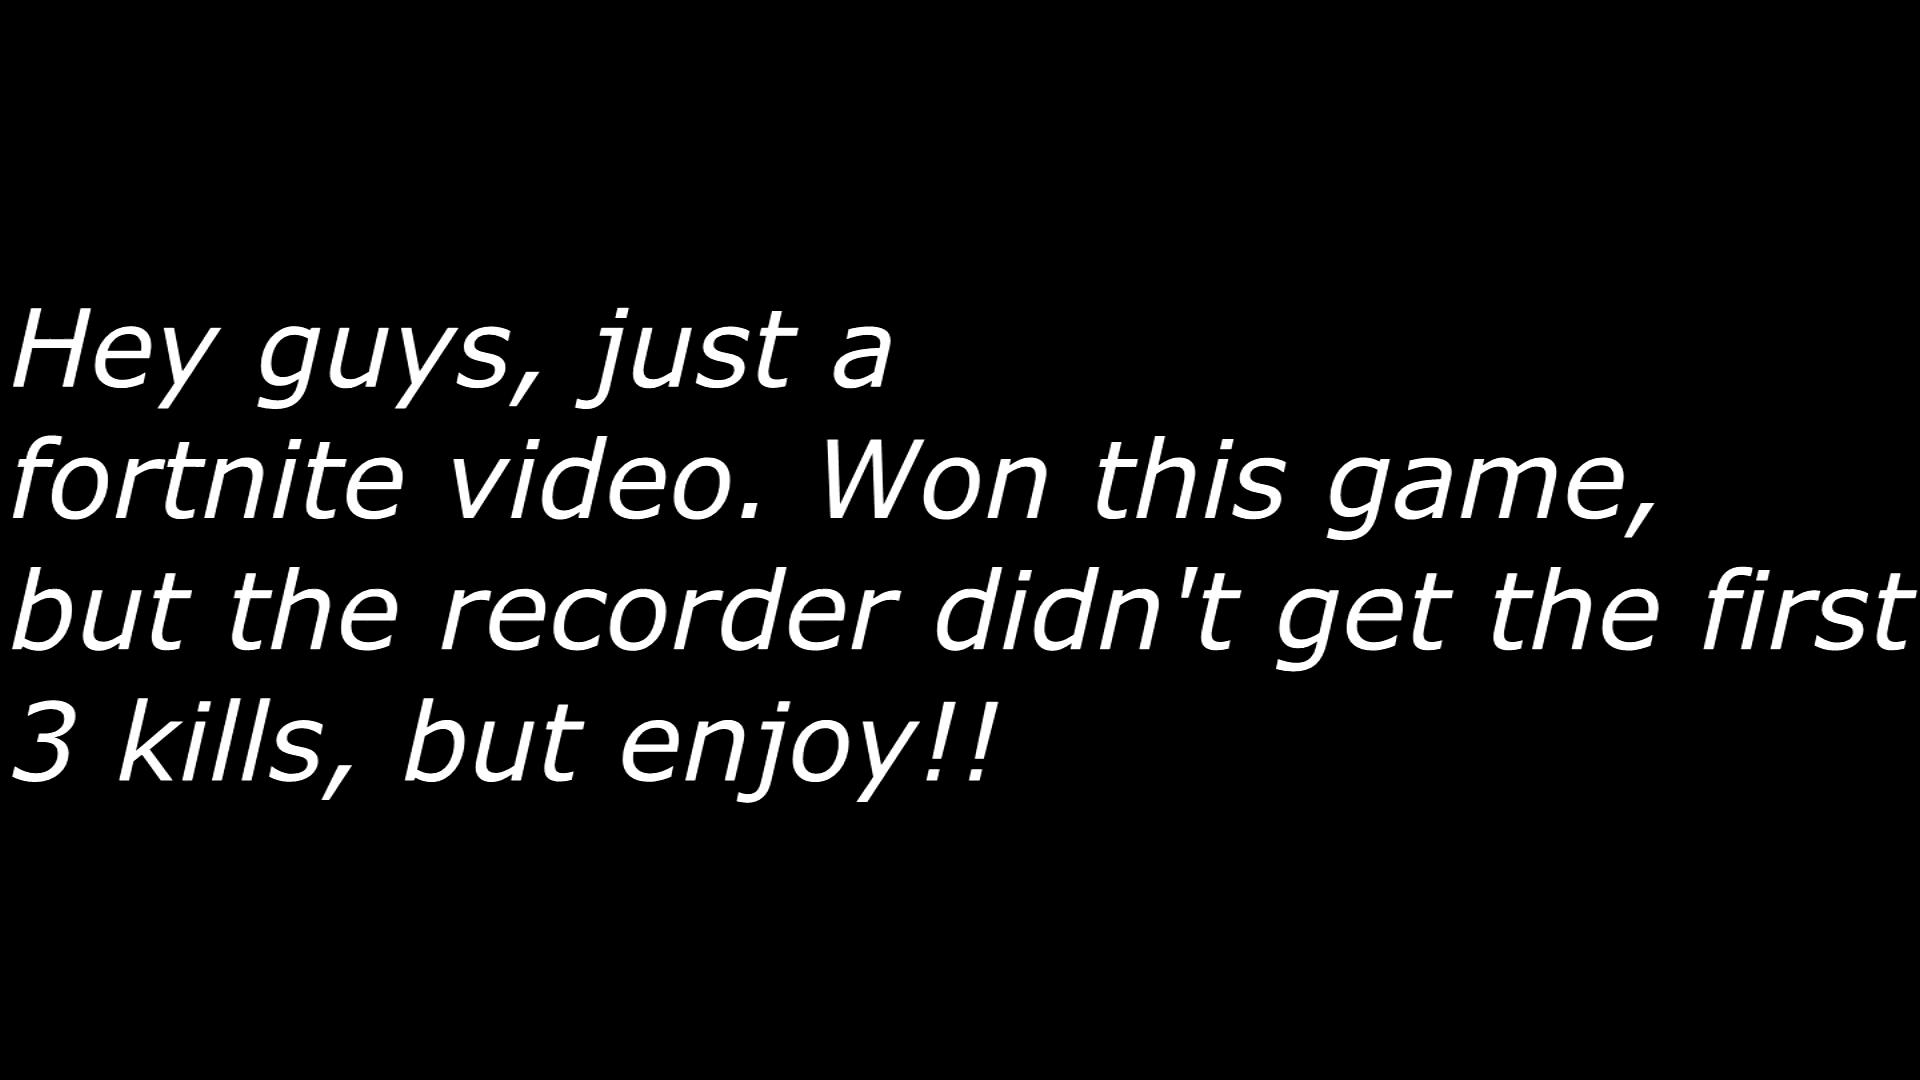 Hey guys, just a
fortnite video. Won this game,
but the recorder didn't get the first
3 kills, but enjoy!!